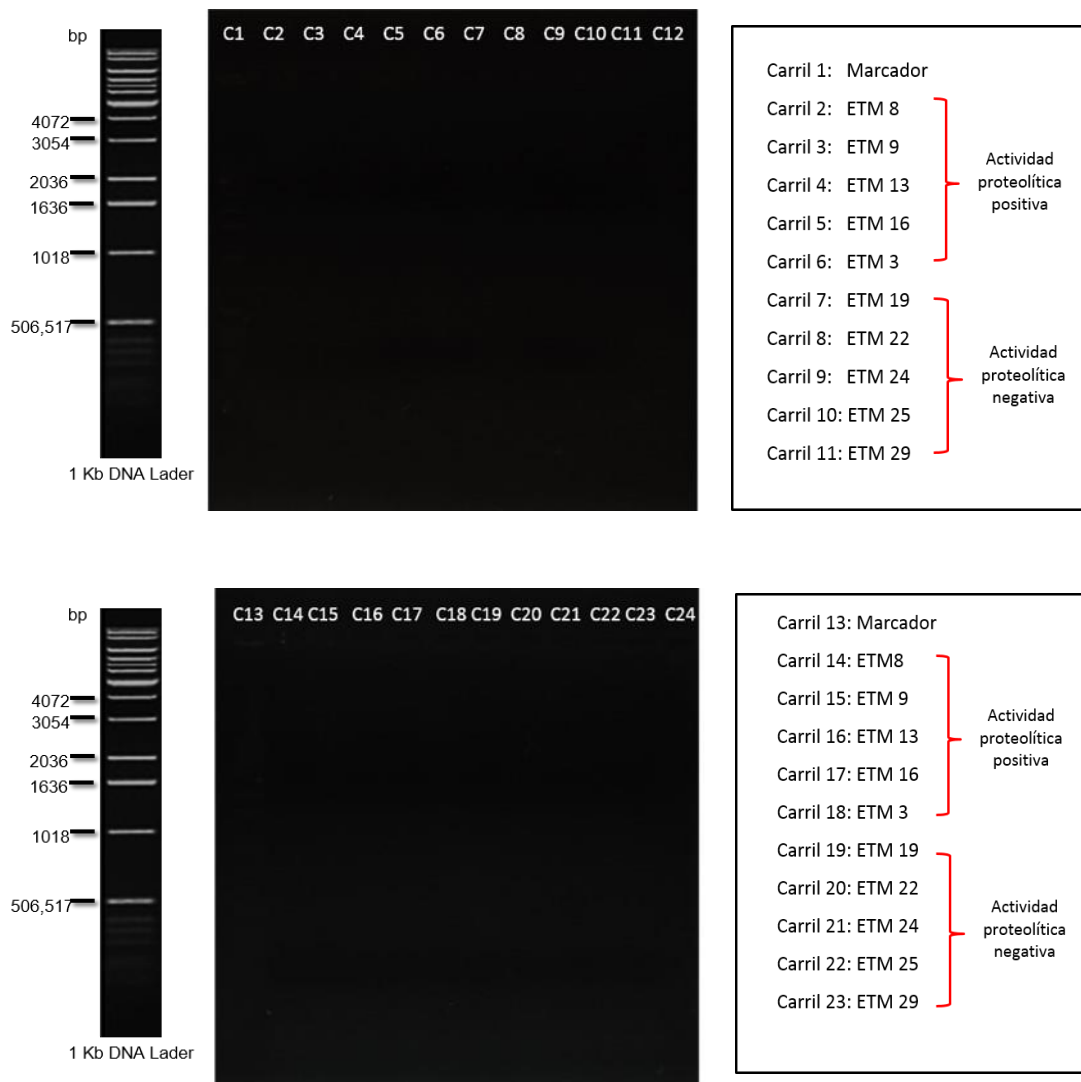 bp
C1 C2 C3 C4 C5 C6 C7 C8 C9 C10 C11 C12
4072
3054
2036
1636
1018
506,517
1 Kb DNA Lader
Carril 1: Marcador
Carril 2: ETM 8
Carril 3: ETM 9
Carril 4: ETM 13
Carril 5: ETM 16
Carril 6: ETM 3
Actividad
proteolítica
positiva
Carril 7: ETM 19
Carril 8: ETM 22
Carril 9: ETM 24
Carril 10: ETM 25
Carril 11: ETM 29
Actividad
proteolítica
negativa
bp
C13 C14 C15 C16 C17 C18 C19 C20 C21 C22 C23 C24
4072
3054
2036
1636
1018
506,517
1 Kb DNA Lader
Carril 13: Marcador
Carril 14: ETM8
Carril 15: ETM 9
Carril 16: ETM 13
Carril 17: ETM 16
Carril 18: ETM 3
Actividad
proteolítica
positiva
Carril 19: ETM 19
Carril 20: ETM 22
Carril 21: ETM 24
Carril 22: ETM 25
Carril 23: ETM 29
Actividad
proteolítica
negativa